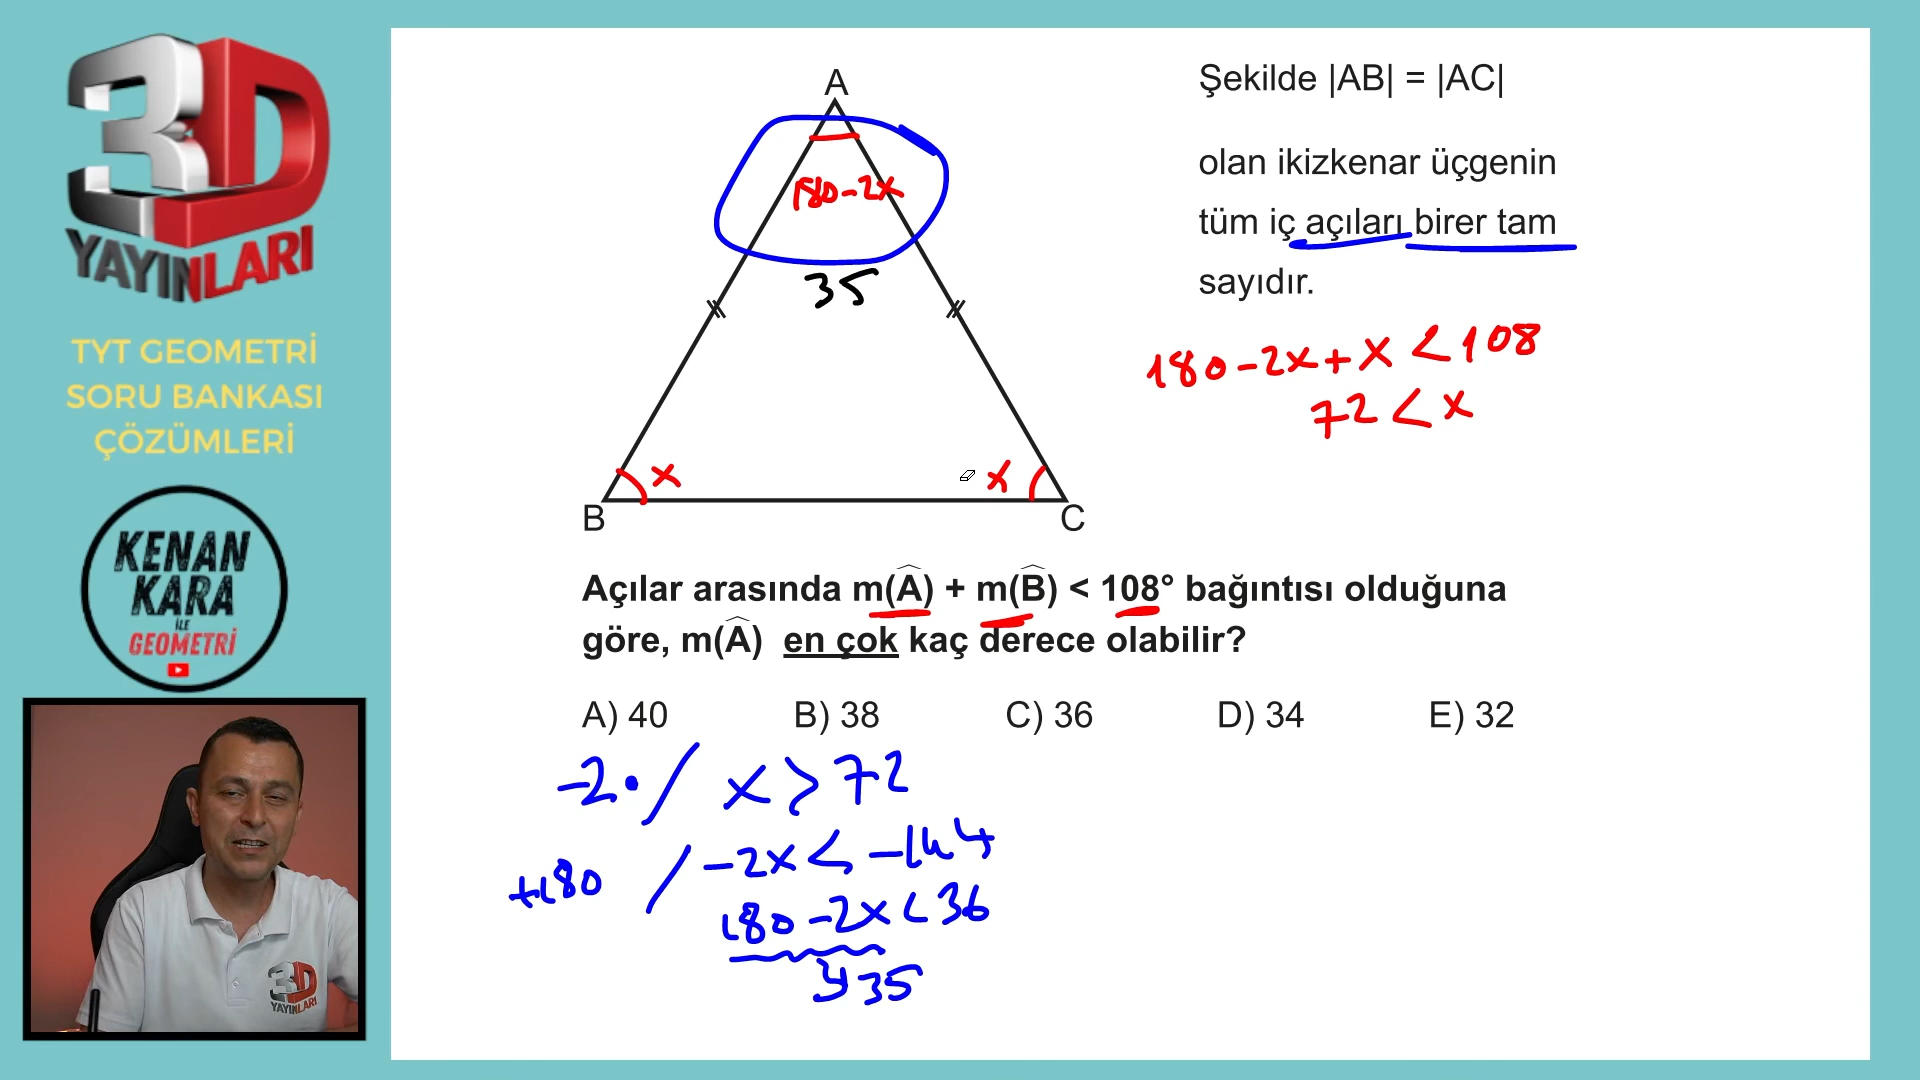 3D
YAYINLARI
TYT GEOMETRİ
SORU BANKASI
ÇÖZÜMLERİ
KENAN
KARA
İLE
GEOMETRİ
3D
YAYINLARI
A
180-2x
35
x
x
B
C
Şekilde |AB| = |AC|
olan ikizkenar üçgenin
tüm iç açıları birer tam
sayıdır.
180-2x+x<108
72<x
Açılar arasında m(A) + m(B) < 108° bağıntısı olduğuna
göre, m(A) en çok kaç derece olabilir?
A) 40 B) 38 C) 36 D) 34 E) 32
-2·/ x>72
+180 / -2x<-144
180-2x<36
35